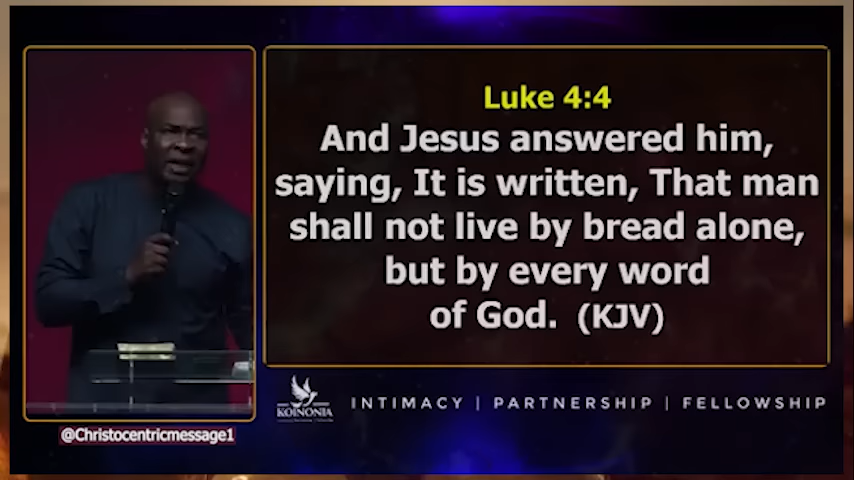 Luke 4:4
And Jesus answered him,
saying, It is written, That man
shall not live by bread alone,
but by every word
of God. (KJV)
KOINONIA
INTIMACY | PARTNERSHIP | FELLOWSHIP
@Christocentricmessage1